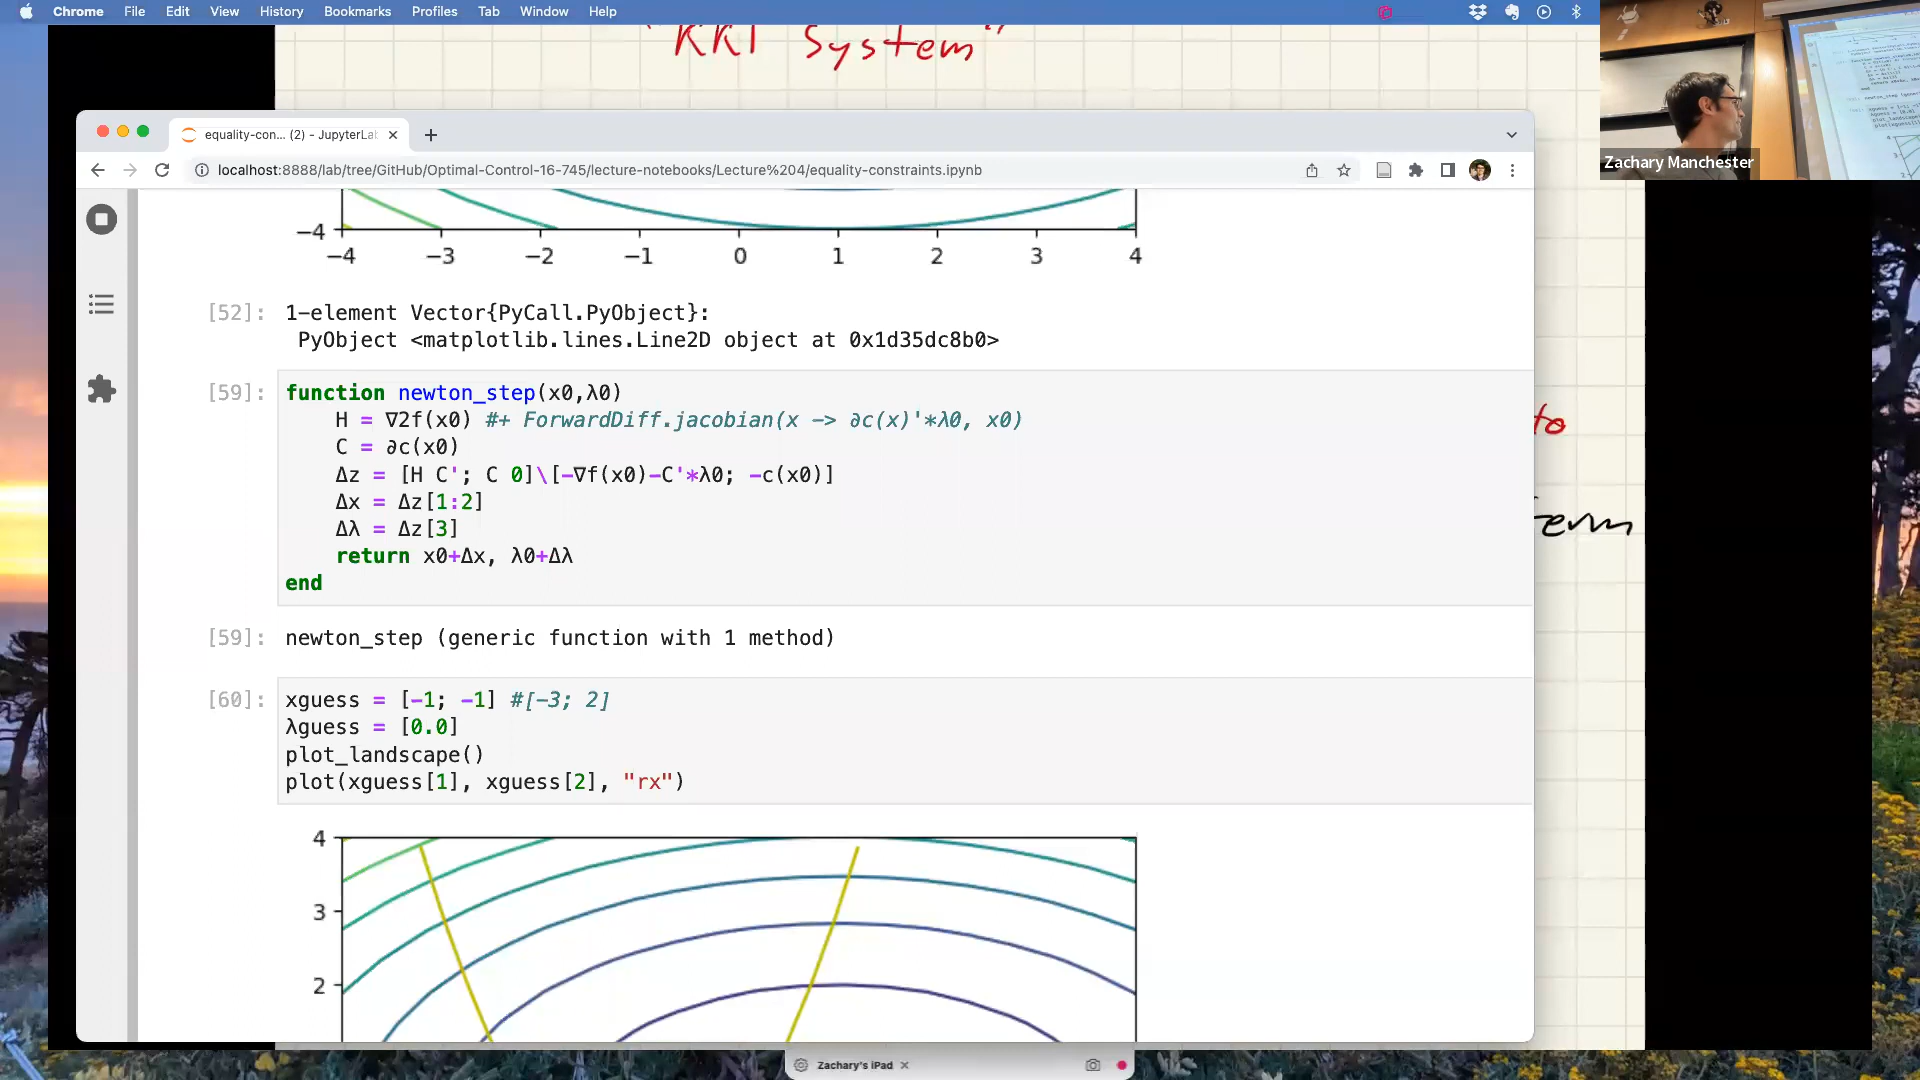 Chrome File Edit View History Bookmarks Profiles Tab Window Help
"KKT System"
Zachary Manchester
equality-con... (2) - JupyterLa
localhost:8888/lab/tree/GitHub/Optimal-Control-16-745/lecture-notebooks/Lecture%204/equality-constraints.ipynb
−4
−4 −3 −2 −1 0 1 2 3 4
[52]: 1-element Vector{PyCall.PyObject}:
PyObject <matplotlib.lines.Line2D object at 0x1d35dc8b0>
[59]: function newton_step(x0,λ0)
H = ∇2f(x0) #+ ForwardDiff.jacobian(x -> ∂c(x)'*λ0, x0)
C = ∂c(x0)
Δz = [H C'; C 0]\[-∇f(x0)-C'*λ0; -c(x0)]
Δx = Δz[1:2]
Δλ = Δz[3]
return x0+Δx, λ0+Δλ
end
to
term
[59]: newton_step (generic function with 1 method)
[60]: xguess = [-1; -1] #[-3; 2]
λguess = [0.0]
plot_landscape()
plot(xguess[1], xguess[2], "rx")
4
3
2
Zachary's iPad